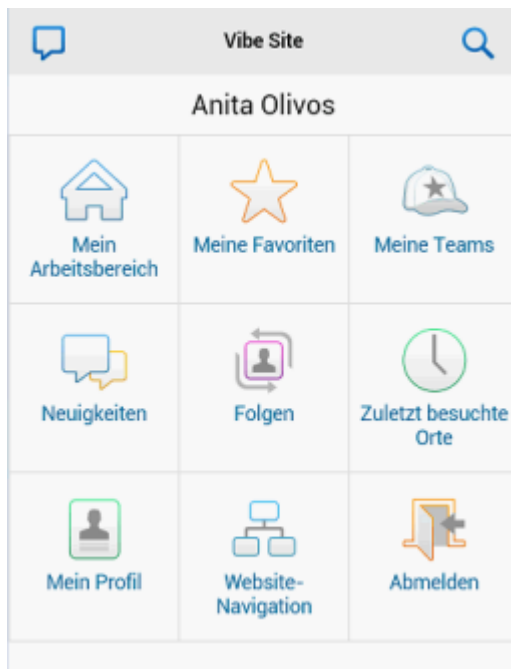 Vibe Site
Anita Olivos
Mein
Arbeitsbereich
Meine Favoriten
Meine Teams
Neuigkeiten
Folgen
Zuletzt besuchte
Orte
Mein Profil
Website-
Navigation
Abmelden